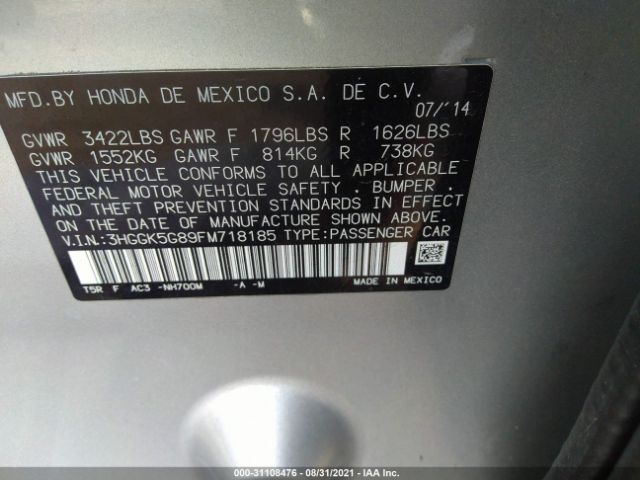 MFD.BY HONDA DE MEXICO S.A. DE C.V.
07/'14
GVWR 3422LBS GAWR F 1796LBS R 1626LBS
GVWR 1552KG GAWR F 814KG R 738KG
THIS VEHICLE CONFORMS TO ALL APPLICABLE
FEDERAL MOTOR VEHICLE SAFETY . BUMPER .
AND THEFT PREVENTION STANDARDS IN EFFECT
ON THE DATE OF MANUFACTURE SHOWN ABOVE.
V.I.N.:3HGGK5G89FM718185 TYPE:PASSENGER CAR
T5R F AC3 -NH700M -A -M MADE IN MEXICO
000-31108476 - 08/31/2021 - IAA Inc.